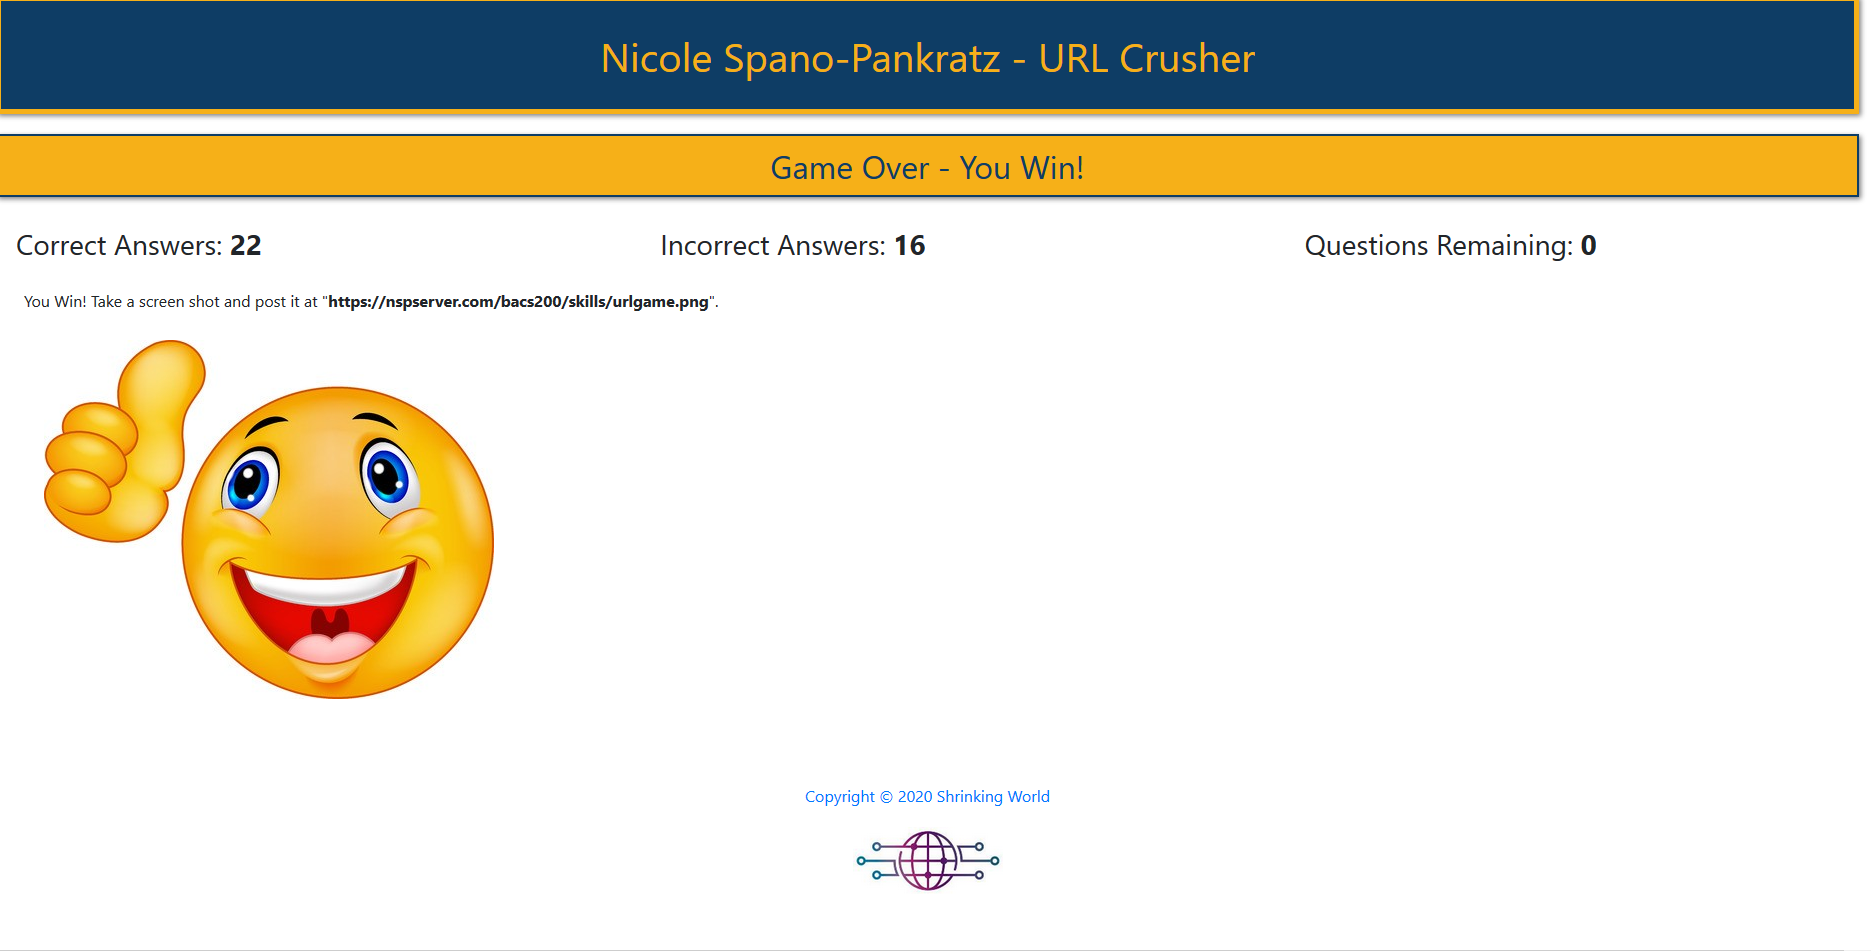 Nicole Spano-Pankratz - URL Crusher
Game Over - You Win!
Correct Answers: 22
Incorrect Answers: 16
Questions Remaining: 0
You Win! Take a screen shot and post it at "https://nspserver.com/bacs200/skills/urlgame.png".
Copyright © 2020 Shrinking World